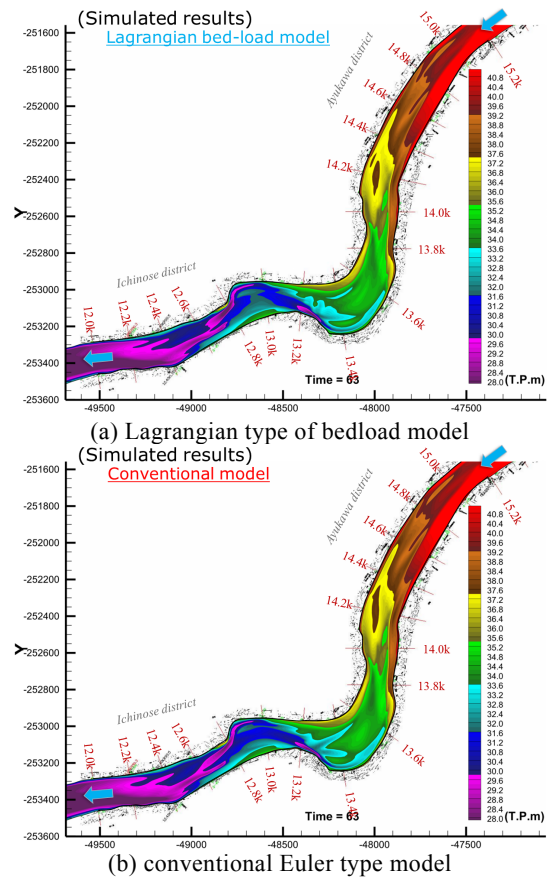 (Simulated results)
Lagrangian bed-load model
Ayukawa district
Ichinose district
Y
-251600
-251800
-252000
-252200
-252400
-252600
-252800
-253000
-253200
-253400
-253600
-49500
-49000
-48500
-48000
-47500
15.2k
15.0k
14.8k
14.6k
14.4k
14.2k
14.0k
13.8k
13.6k
13.4k
13.2k
13.0k
12.8k
12.6k
12.4k
12.2k
12.0k
40.8
40.4
40.0
39.6
39.2
38.8
38.4
38.0
37.6
37.2
36.8
36.4
36.0
35.6
35.2
34.8
34.4
34.0
33.6
33.2
32.8
32.4
32.0
31.6
31.2
30.8
30.4
30.0
29.6
29.2
28.8
28.4
28.0 (T.P.m)
Time = 63
(a) Lagrangian type of bedload model
(Simulated results)
Conventional model
Ayukawa district
Ichinose district
Y
-251600
-251800
-252000
-252200
-252400
-252600
-252800
-253000
-253200
-253400
-253600
-49500
-49000
-48500
-48000
-47500
15.2k
15.0k
14.8k
14.6k
14.4k
14.2k
14.0k
13.8k
13.6k
13.4k
13.2k
13.0k
12.8k
12.6k
12.4k
12.2k
12.0k
40.8
40.4
40.0
39.6
39.2
38.8
38.4
38.0
37.6
37.2
36.8
36.4
36.0
35.6
35.2
34.8
34.4
34.0
33.6
33.2
32.8
32.4
32.0
31.6
31.2
30.8
30.4
30.0
29.6
29.2
28.8
28.4
28.0 (T.P.m)
Time = 63
(b) conventional Euler type model